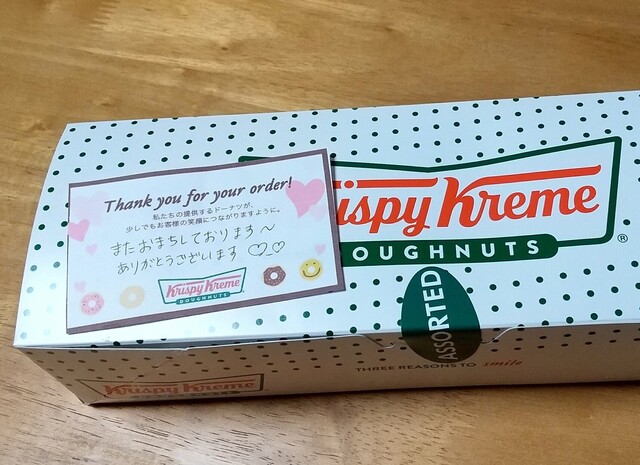 Thank you for your order!
私たちの提供するドーナツが、
少しでもお客様の笑顔につながりますように。
またおまちしております〜
ありがとうございます
Krispy Kreme
DOUGHNUTS
ispy Kreme
OUGHNUTS
®
ASSORTED
THREE REASONS TO smile
Krispy Kreme